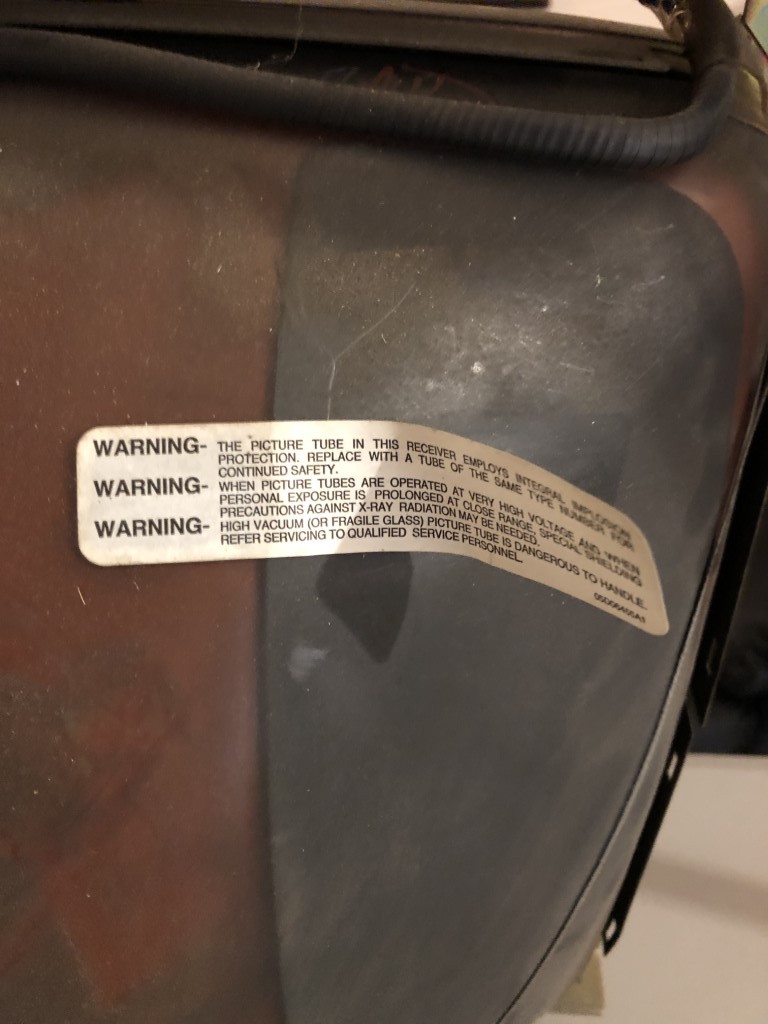 WARNING- THE PICTURE TUBE IN THIS RECEIVER EMPLOYS INTEGRAL IMPLOSION
PROTECTION. REPLACE WITH A TUBE OF THE SAME TYPE NUMBER FOR
CONTINUED SAFETY.
WARNING- WHEN PICTURE TUBES ARE OPERATED AT VERY HIGH VOLTAGE AND WHEN
PERSONAL EXPOSURE IS PROLONGED AT CLOSE RANGE, SPECIAL SHIELDING
PRECAUTIONS AGAINST X-RAY RADIATION MAY BE NEEDED.
WARNING- HIGH VACUUM (OR FRAGILE GLASS) PICTURE TUBE IS DANGEROUS TO HANDLE.
REFER SERVICING TO QUALIFIED SERVICE PERSONNEL.